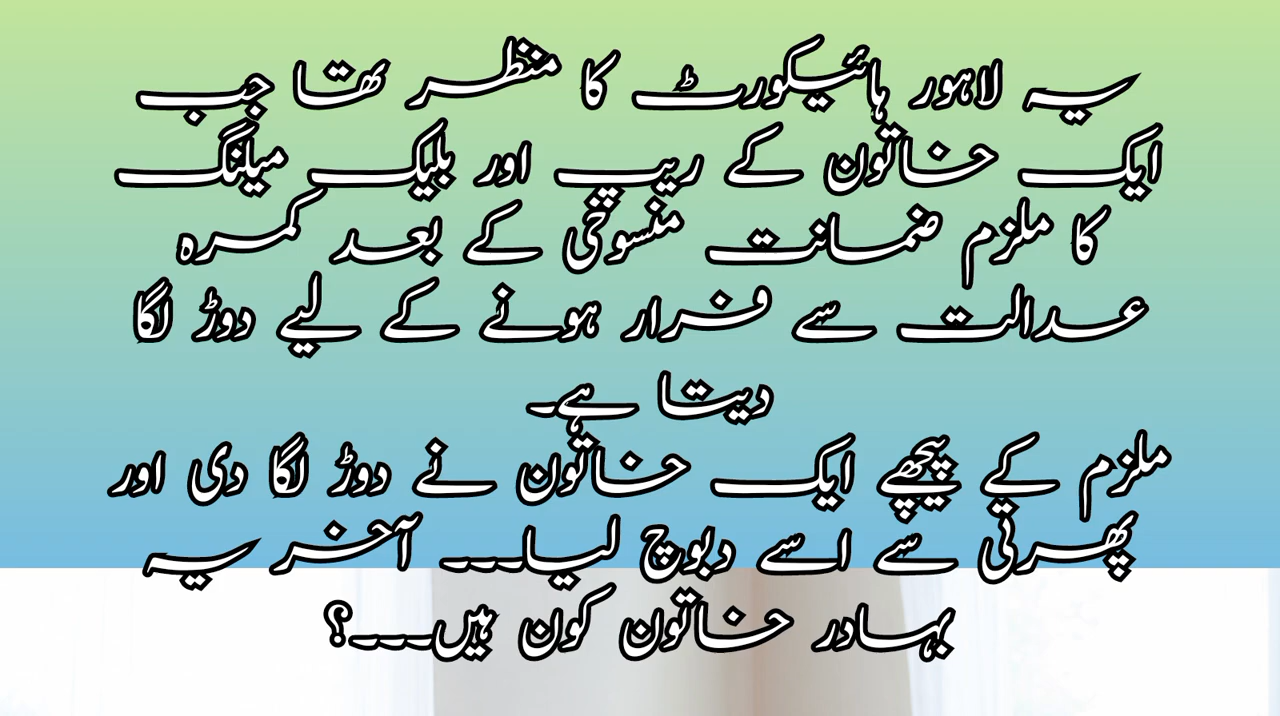 یہ لاہور ہائیکورٹ کا منظر تھا جب
ایک خاتون کے ریپ اور بلیک میلنگ
کا ملزم ضمانت منسوخی کے بعد کمرہ
عدالت سے فرار ہونے کے لیے دوڑ لگا
دیتا ہے۔
ملزم کے پیچھے ایک خاتون نے دوڑ لگا دی اور
پھرتی سے اسے دبوچ لیا۔۔۔ آخر یہ
بہادر خاتون کون ہیں۔۔۔؟